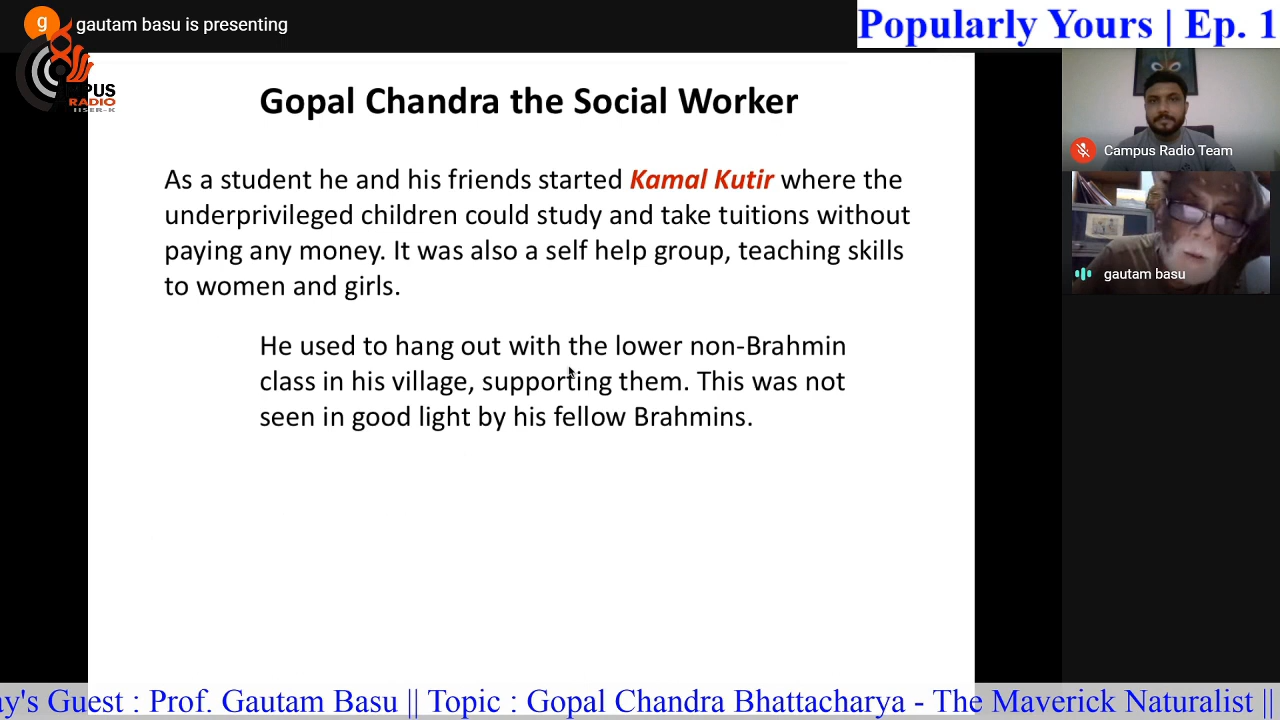 g
gautam basu is presenting
Popularly Yours | Ep. 1
MPUS
RADIO
IISER-K
Gopal Chandra the Social Worker
As a student he and his friends started Kamal Kutir where the
underprivileged children could study and take tuitions without
paying any money. It was also a self help group, teaching skills
to women and girls.
He used to hang out with the lower non-Brahmin
class in his village, supporting them. This was not
seen in good light by his fellow Brahmins.
Campus Radio Team
gautam basu
ay's Guest : Prof. Gautam Basu || Topic : Gopal Chandra Bhattacharya - The Maverick Naturalist ||